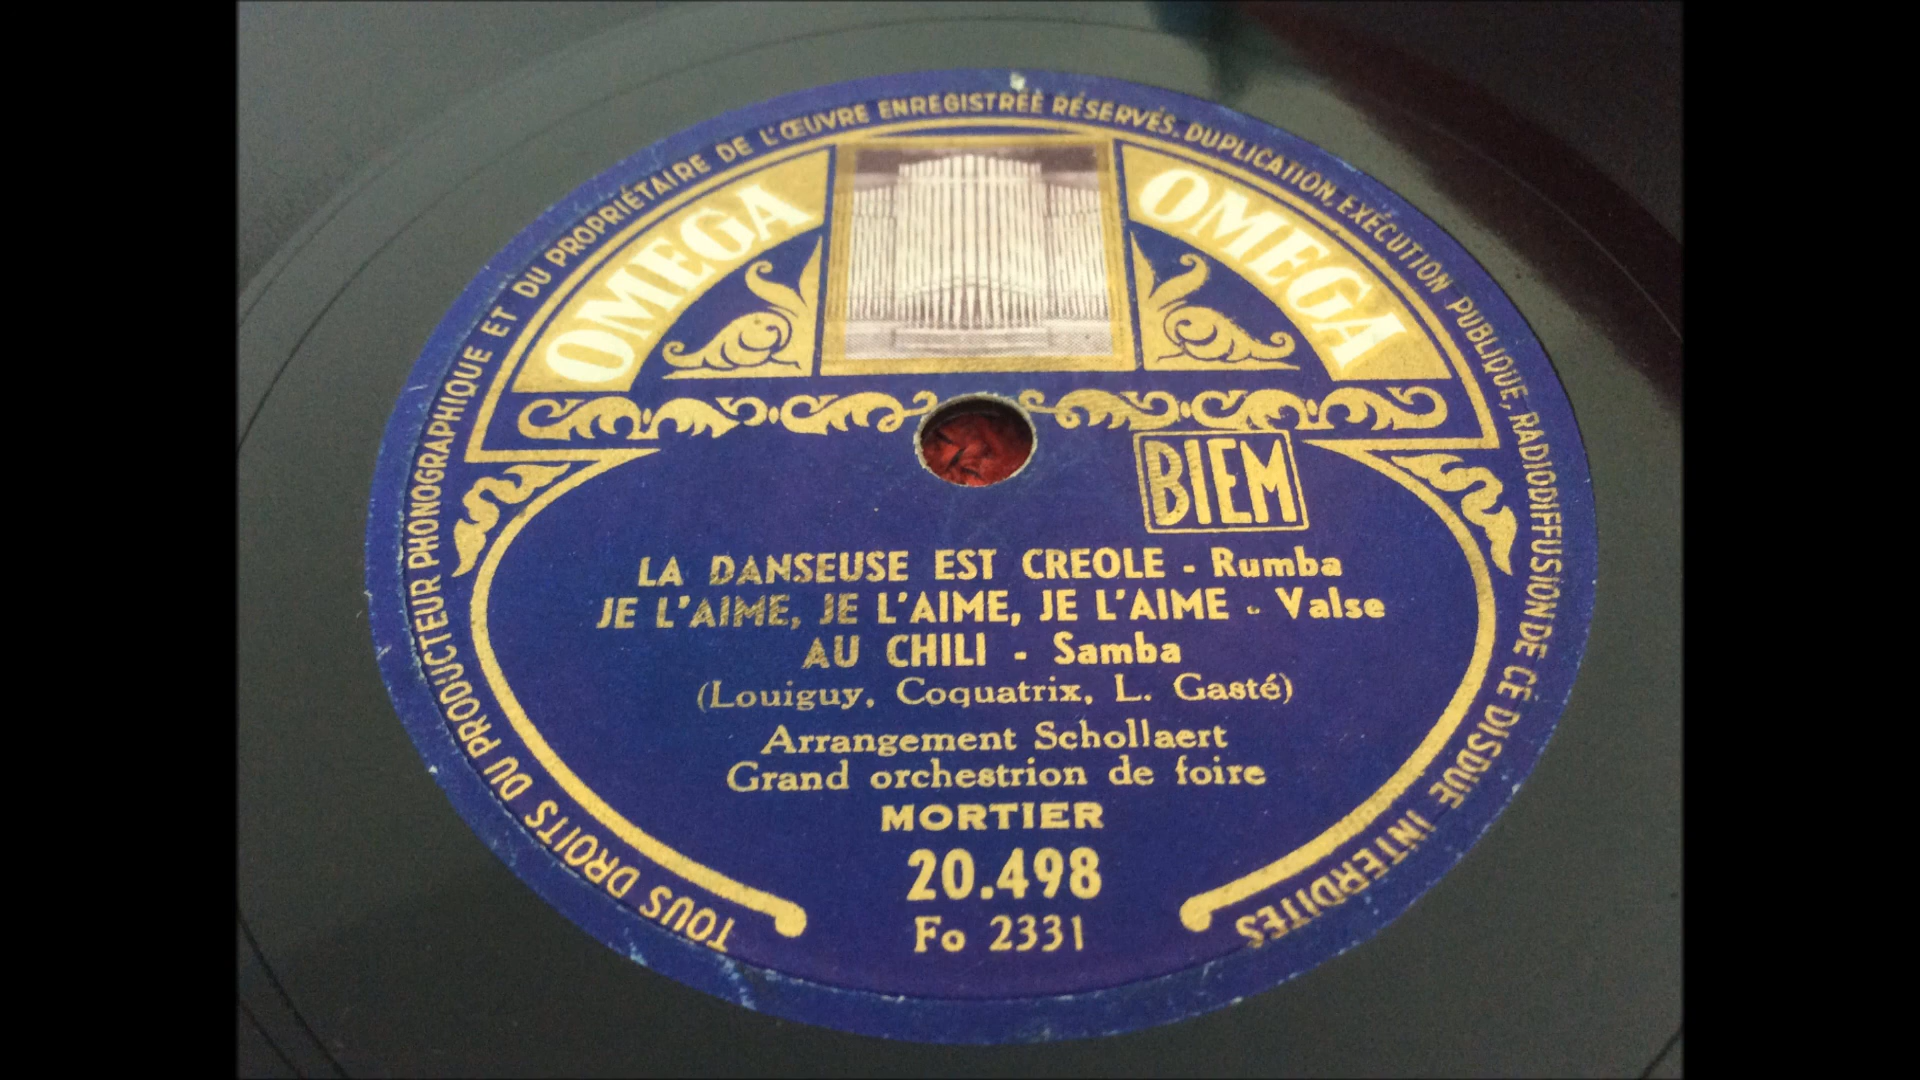 TOUS DROITS DU PRODUCTEUR PHONOGRAPHIQUE ET DU PROPRIÉTAIRE DE L'ŒUVRE ENREGISTRÉE RÉSERVÉS. DUPLICATION, EXÉCUTION PUBLIQUE, RADIODIFFUSION DE CE DISQUE INTERDITES
OMEGA OMEGA
BIEM
LA DANSEUSE EST CREOLE - Rumba
JE L'AIME, JE L'AIME, JE L'AIME - Valse
AU CHILI - Samba
(Louiguy, Coquatrix, L. Gasté)
Arrangement Schollaert
Grand orchestrion de foire
MORTIER
20.498
Fo 2331